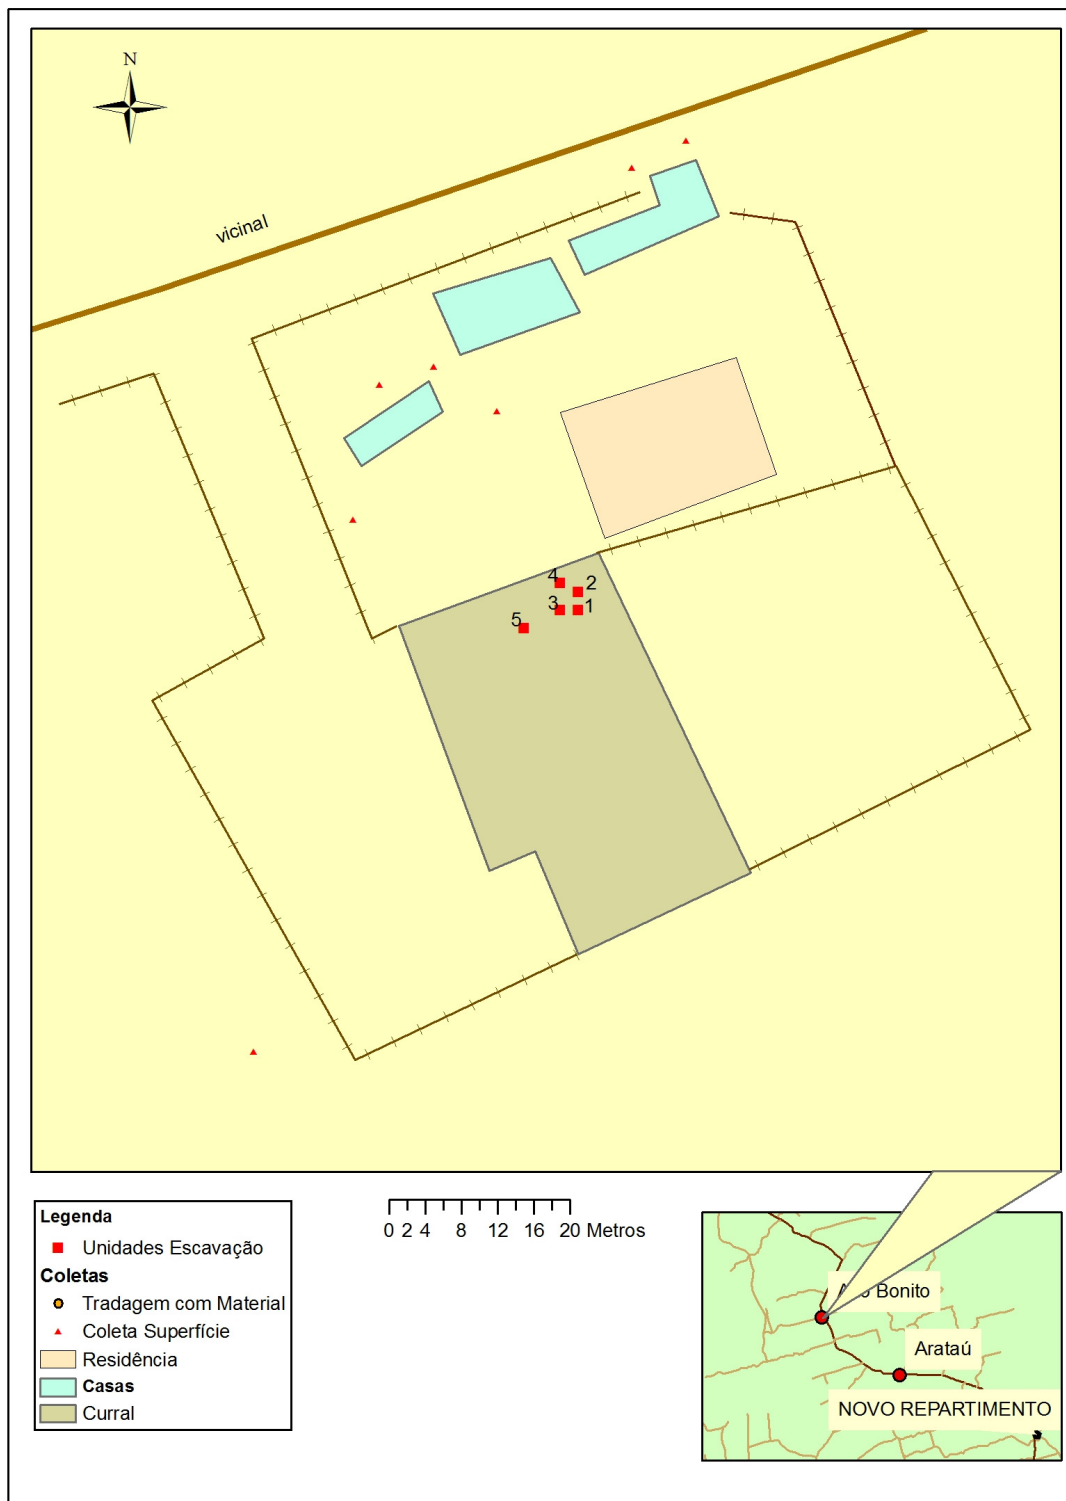 N
vicinal
4
2
3
1
5
Legenda
Unidades Escavação
Coletas
Tradagem com Material
Coleta Superfície
Residência
Casas
Curral
0 2 4 8 12 16 20 Metros
Bonito
Arataú
NOVO REPARTIMENTO